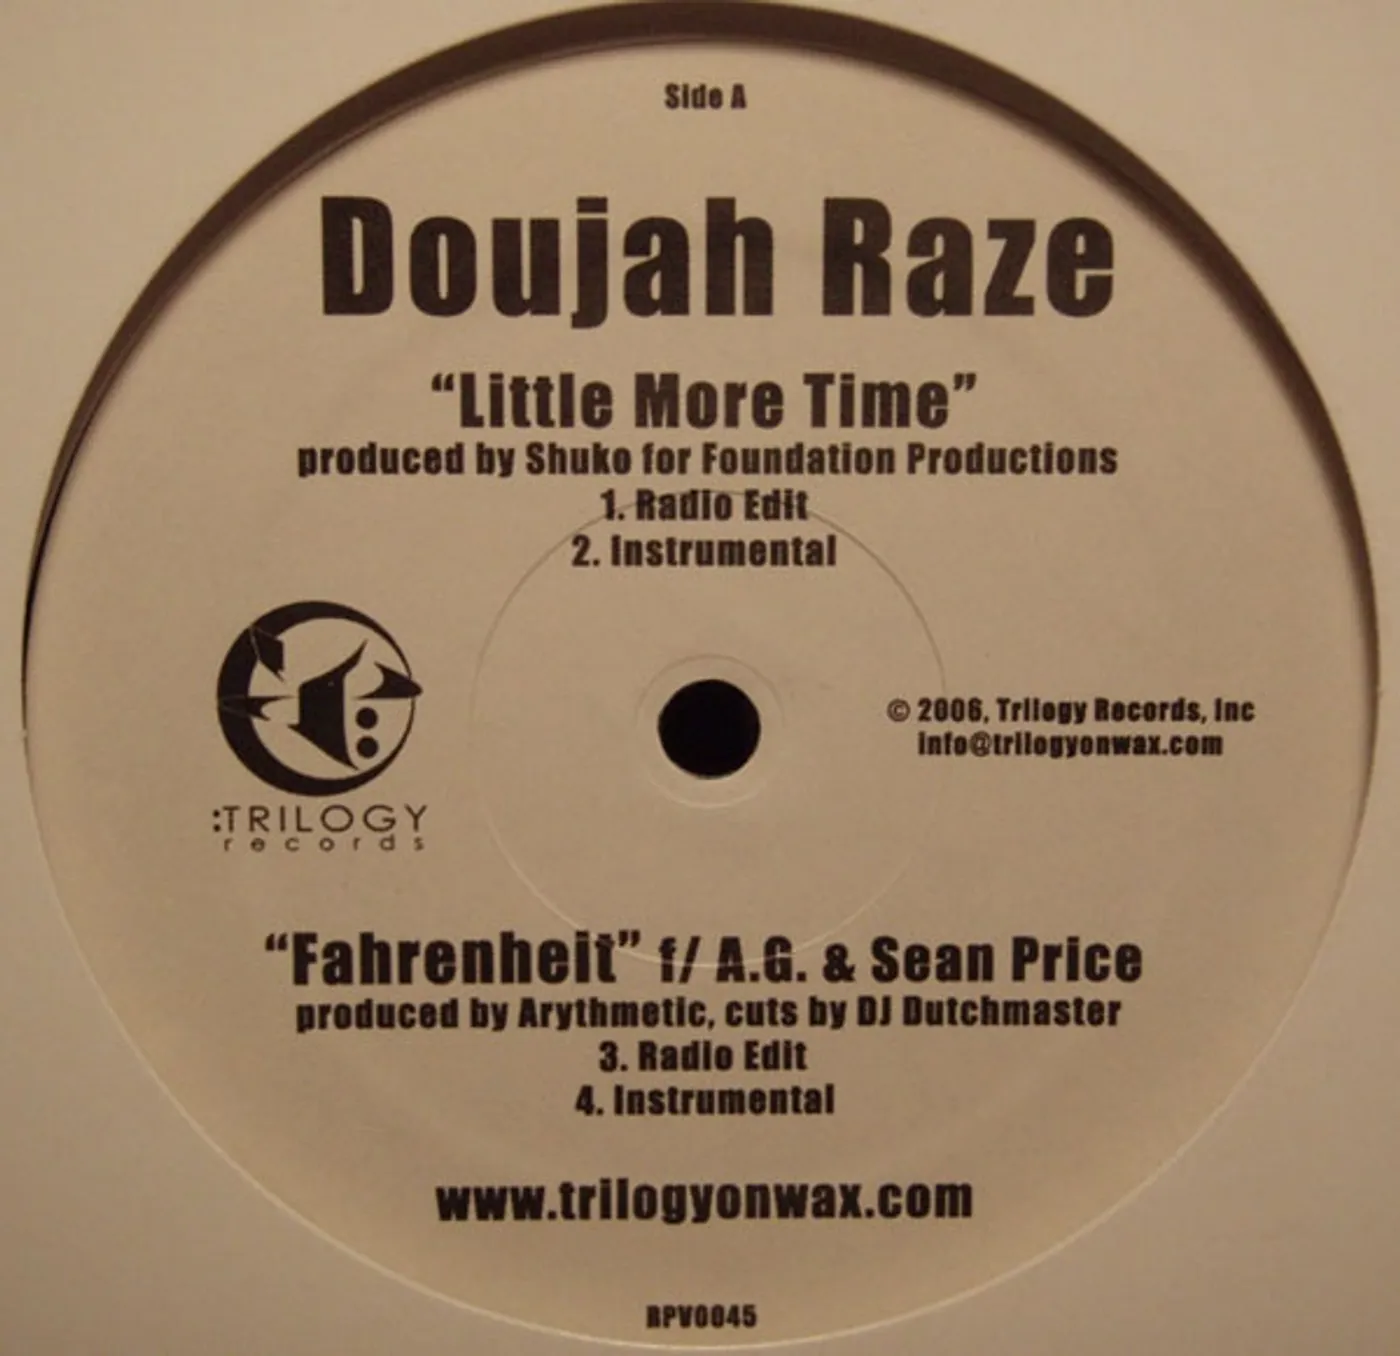 Side A
Doujah Raze
“Little More Time”
produced by Shuko for Foundation Productions
1. Radio Edit
2. Instrumental
© 2006, Trilogy Records, Inc
info@trilogyonwax.com
:TRILOGY
records
“Fahrenheit” f/ A.G. & Sean Price
produced by Arythmetic, cuts by DJ Dutchmaster
3. Radio Edit
4. Instrumental
www.trilogyonwax.com
RPV0045